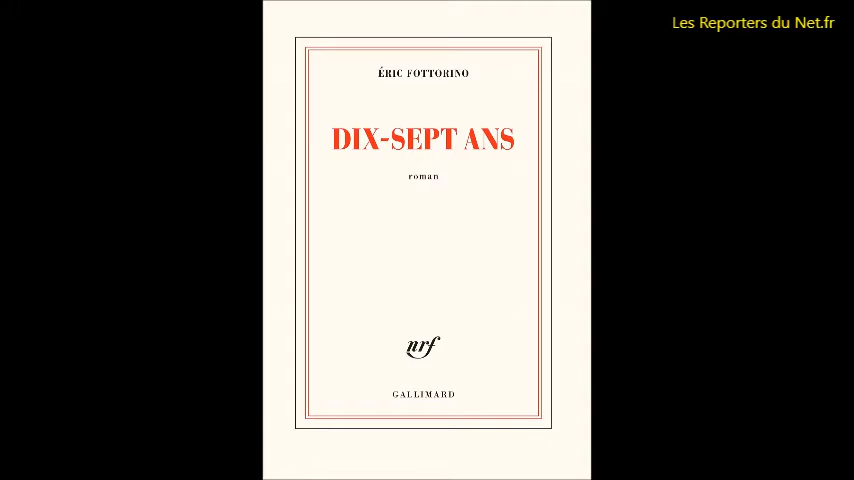 Les Reporters du Net.fr
ÉRIC FOTTORINO
DIX-SEPT ANS
roman
nrf
GALLIMARD